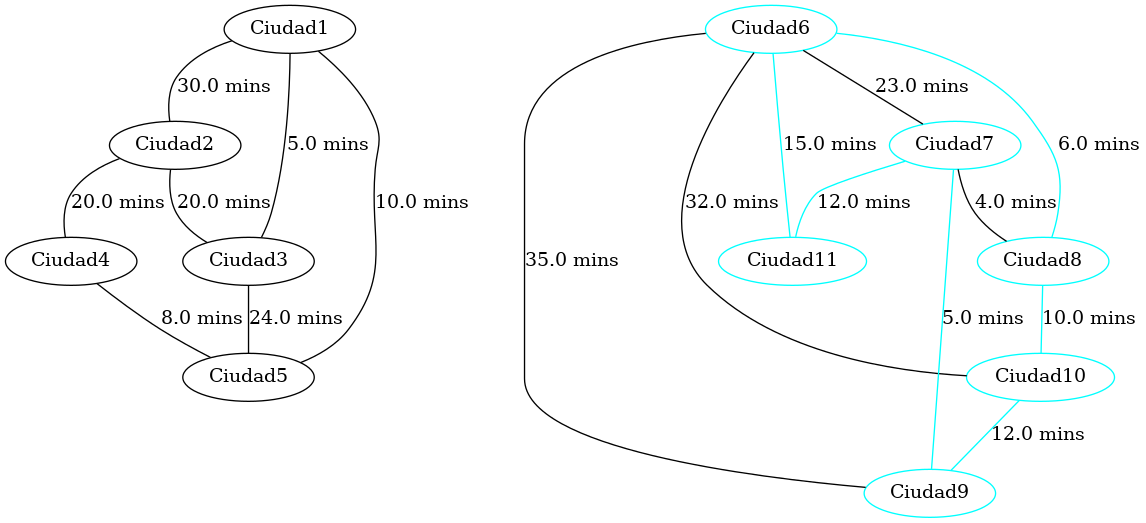 Ciudad1
Ciudad6
30.0 mins
23.0 mins
Ciudad2
5.0 mins
15.0 mins
Ciudad7
6.0 mins
20.0 mins
20.0 mins
10.0 mins
32.0 mins
12.0 mins
4.0 mins
Ciudad4
Ciudad3
35.0 mins
Ciudad11
Ciudad8
8.0 mins
24.0 mins
5.0 mins
10.0 mins
Ciudad5
Ciudad10
12.0 mins
Ciudad9